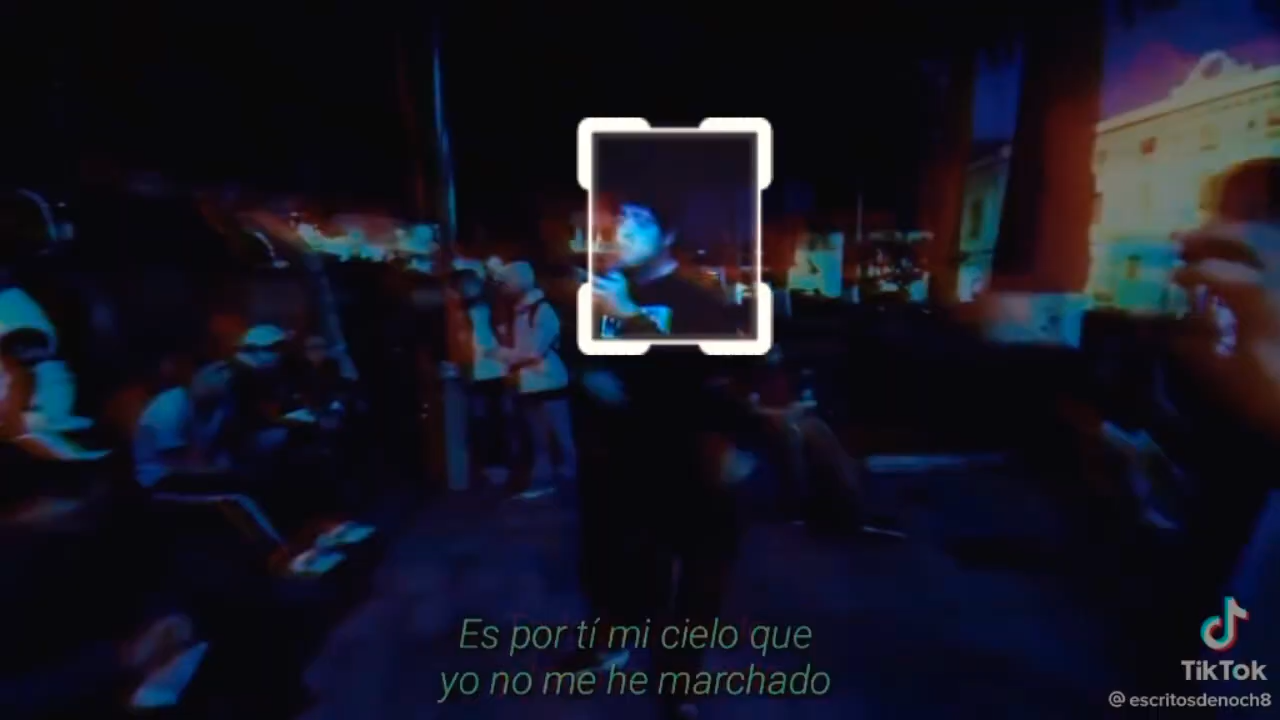 Es por tí mi cielo que
yo no me he marchado
TikTok
@escritosdenoch8